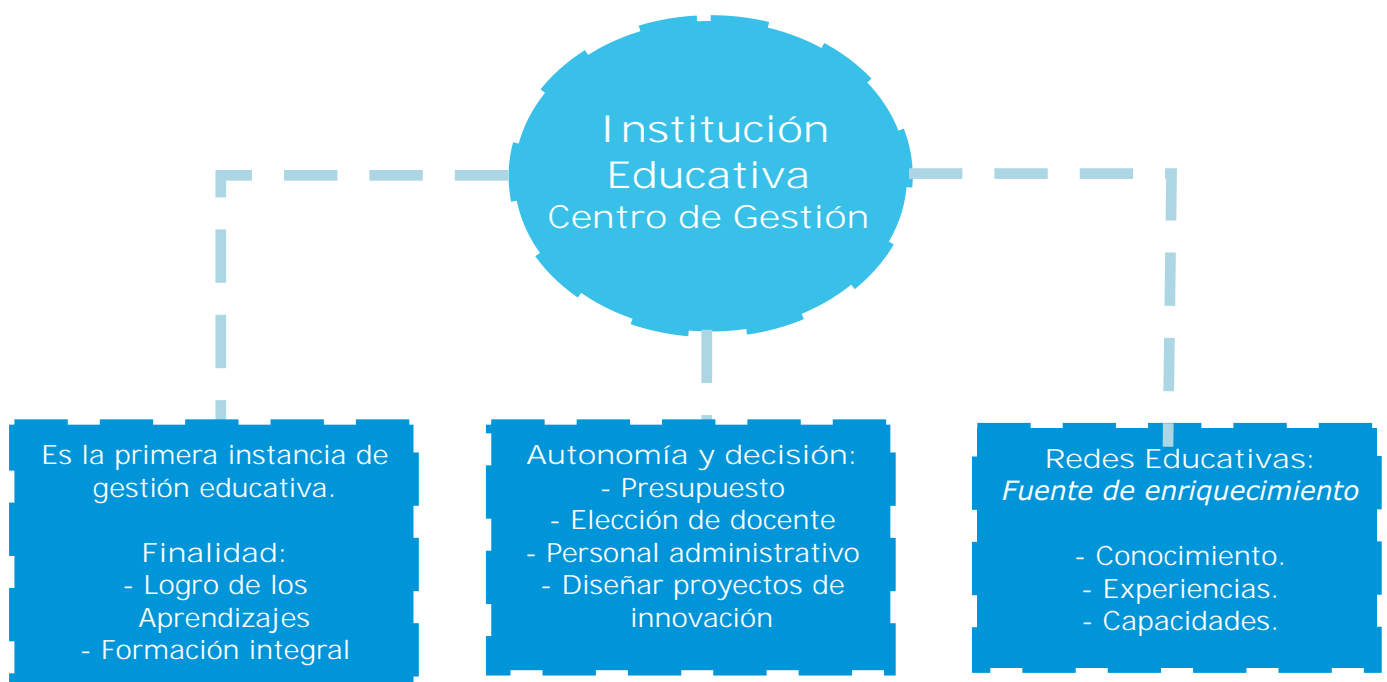 Institución
Educativa
Centro de Gestión
Es la primera instancia de
gestión educativa.
Finalidad:
- Logro de los
Aprendizajes
- Formación integral
Autonomía y decisión:
- Presupuesto
- Elección de docente
- Personal administrativo
- Diseñar proyectos de
innovación
Redes Educativas:
Fuente de enriquecimiento
- Conocimiento.
- Experiencias.
- Capacidades.